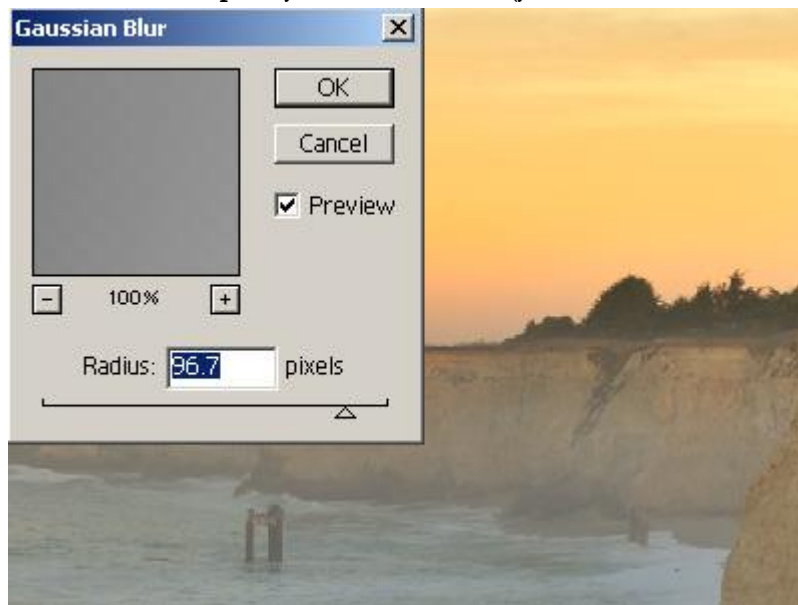 Gaussian Blur
OK
Cancel
Preview
- 100% +
Radius: 96.7 pixels